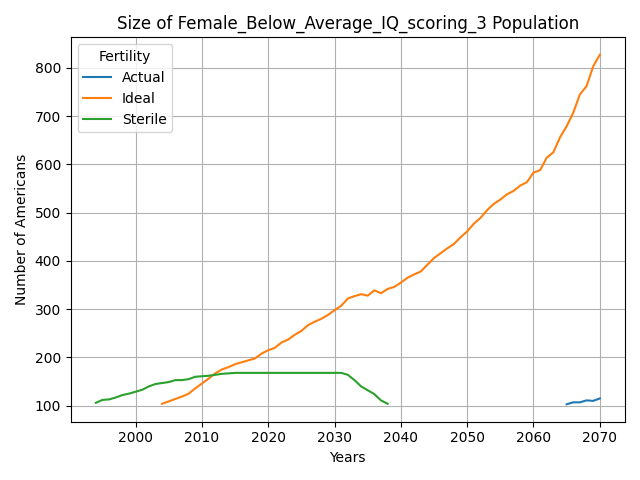 Size of Female_Below_Average_IQ_scoring_3 Population
Fertility
Actual
Ideal
Sterile
Number of Americans
800
700
600
500
400
300
200
100
2000 2010 2020 2030 2040 2050 2060 2070
Years